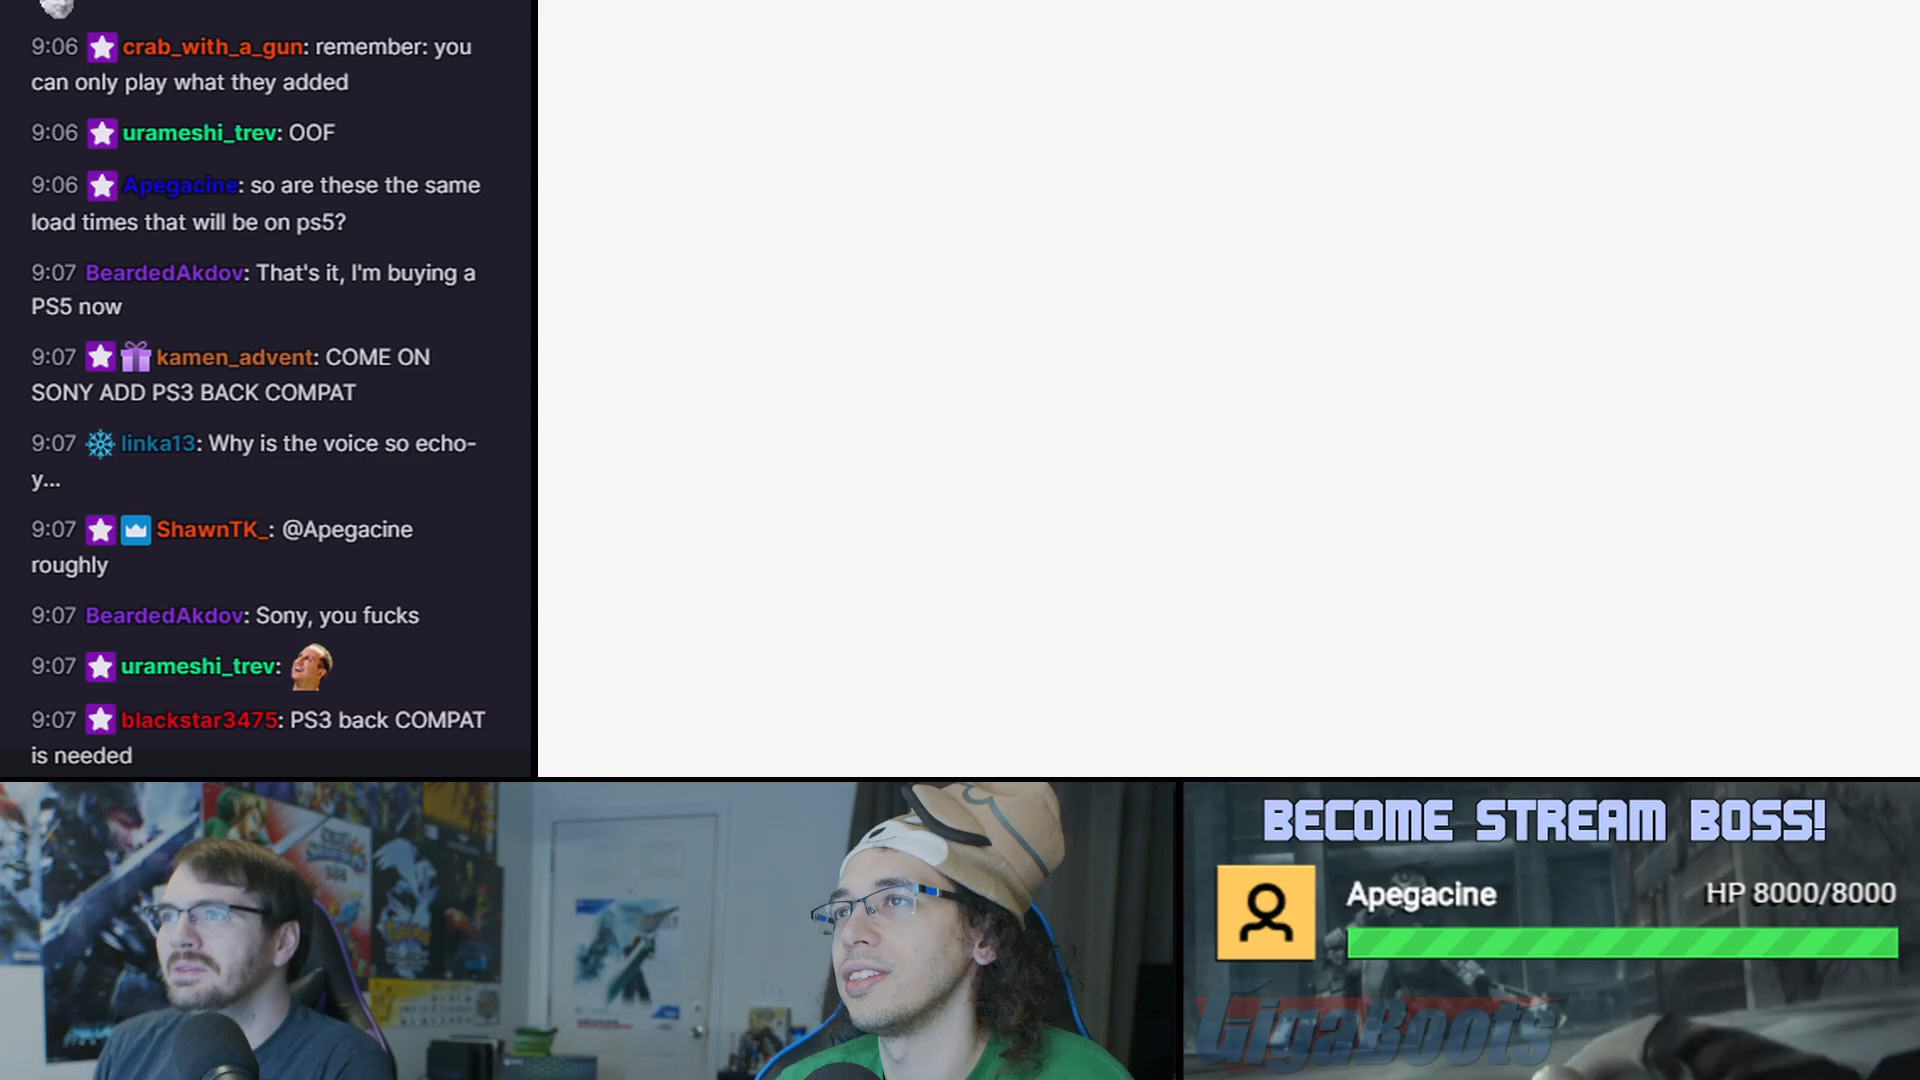 9:06 crab_with_a_gun: remember: you
can only play what they added
9:06 urameshi_trev: OOF
9:06 Apegacine: so are these the same
load times that will be on ps5?
9:07 BeardedAkdov: That's it, I'm buying a
PS5 now
9:07 kamen_advent: COME ON
SONY ADD PS3 BACK COMPAT
9:07 linka13: Why is the voice so echo-
y...
9:07 ShawnTK_: @Apegacine
roughly
9:07 BeardedAkdov: Sony, you fucks
9:07 urameshi_trev:
9:07 blackstar3475: PS3 back COMPAT
is needed
BECOME STREAM BOSS!
Apegacine HP 8000/8000
GigaBoots